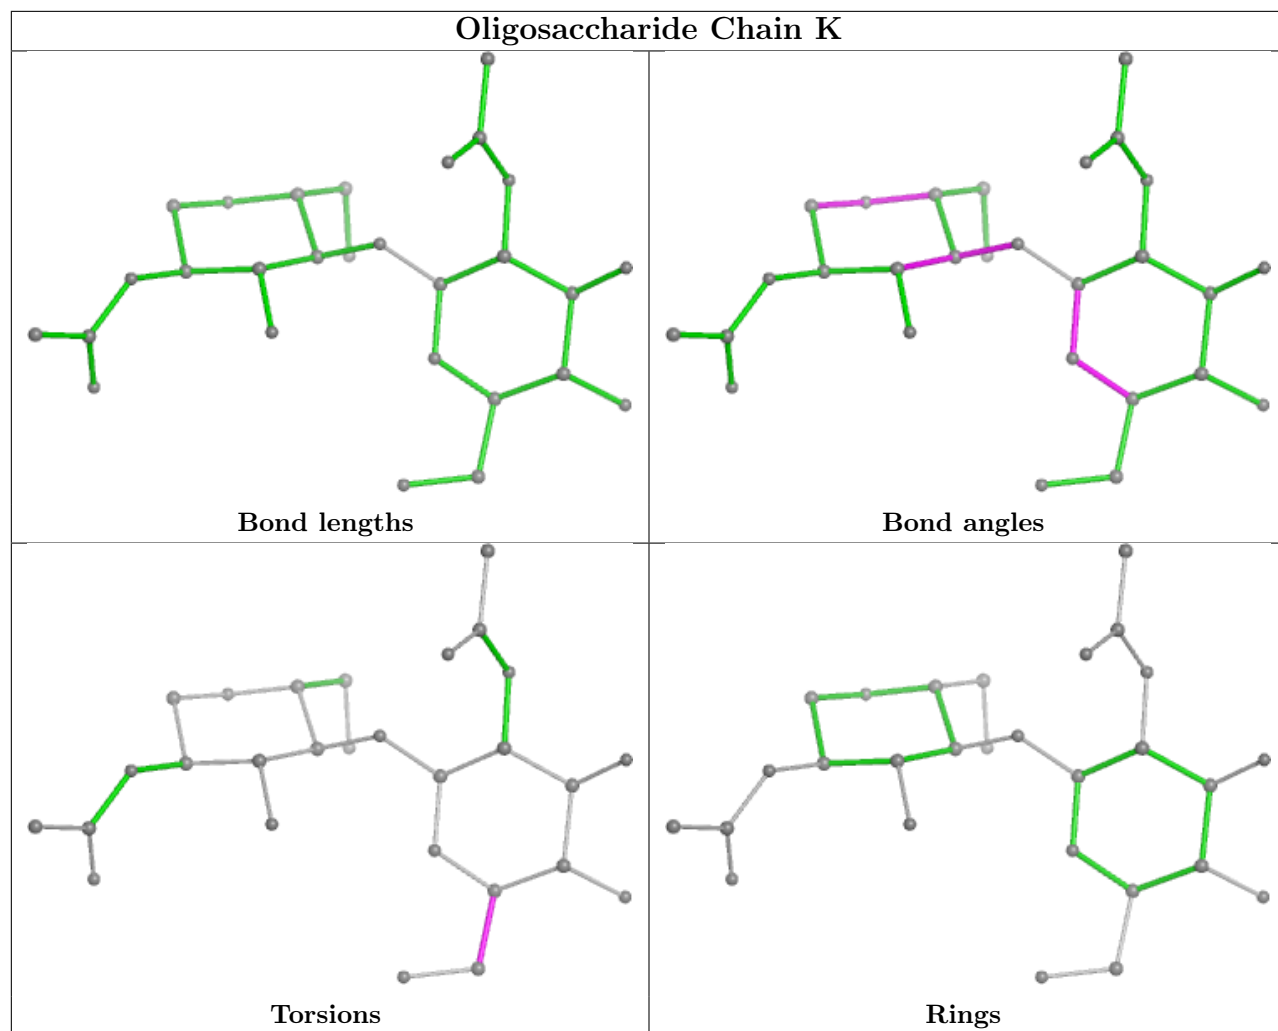 Oligosaccharide Chain K
Bond lengths
Bond angles
Torsions
Rings